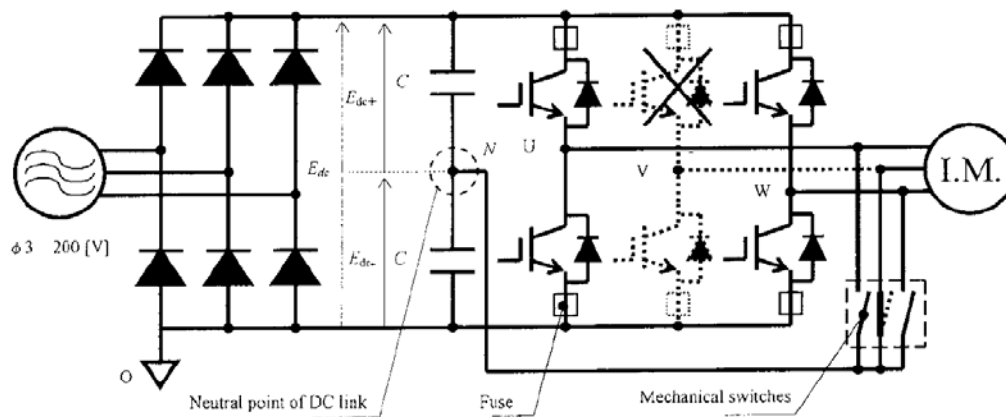 E_dc+
C
E_dc
N
U
V
W
I.M.
φ3 200 [V]
E_dc-
C
O
Neutral point of DC link
Fuse
Mechanical switches